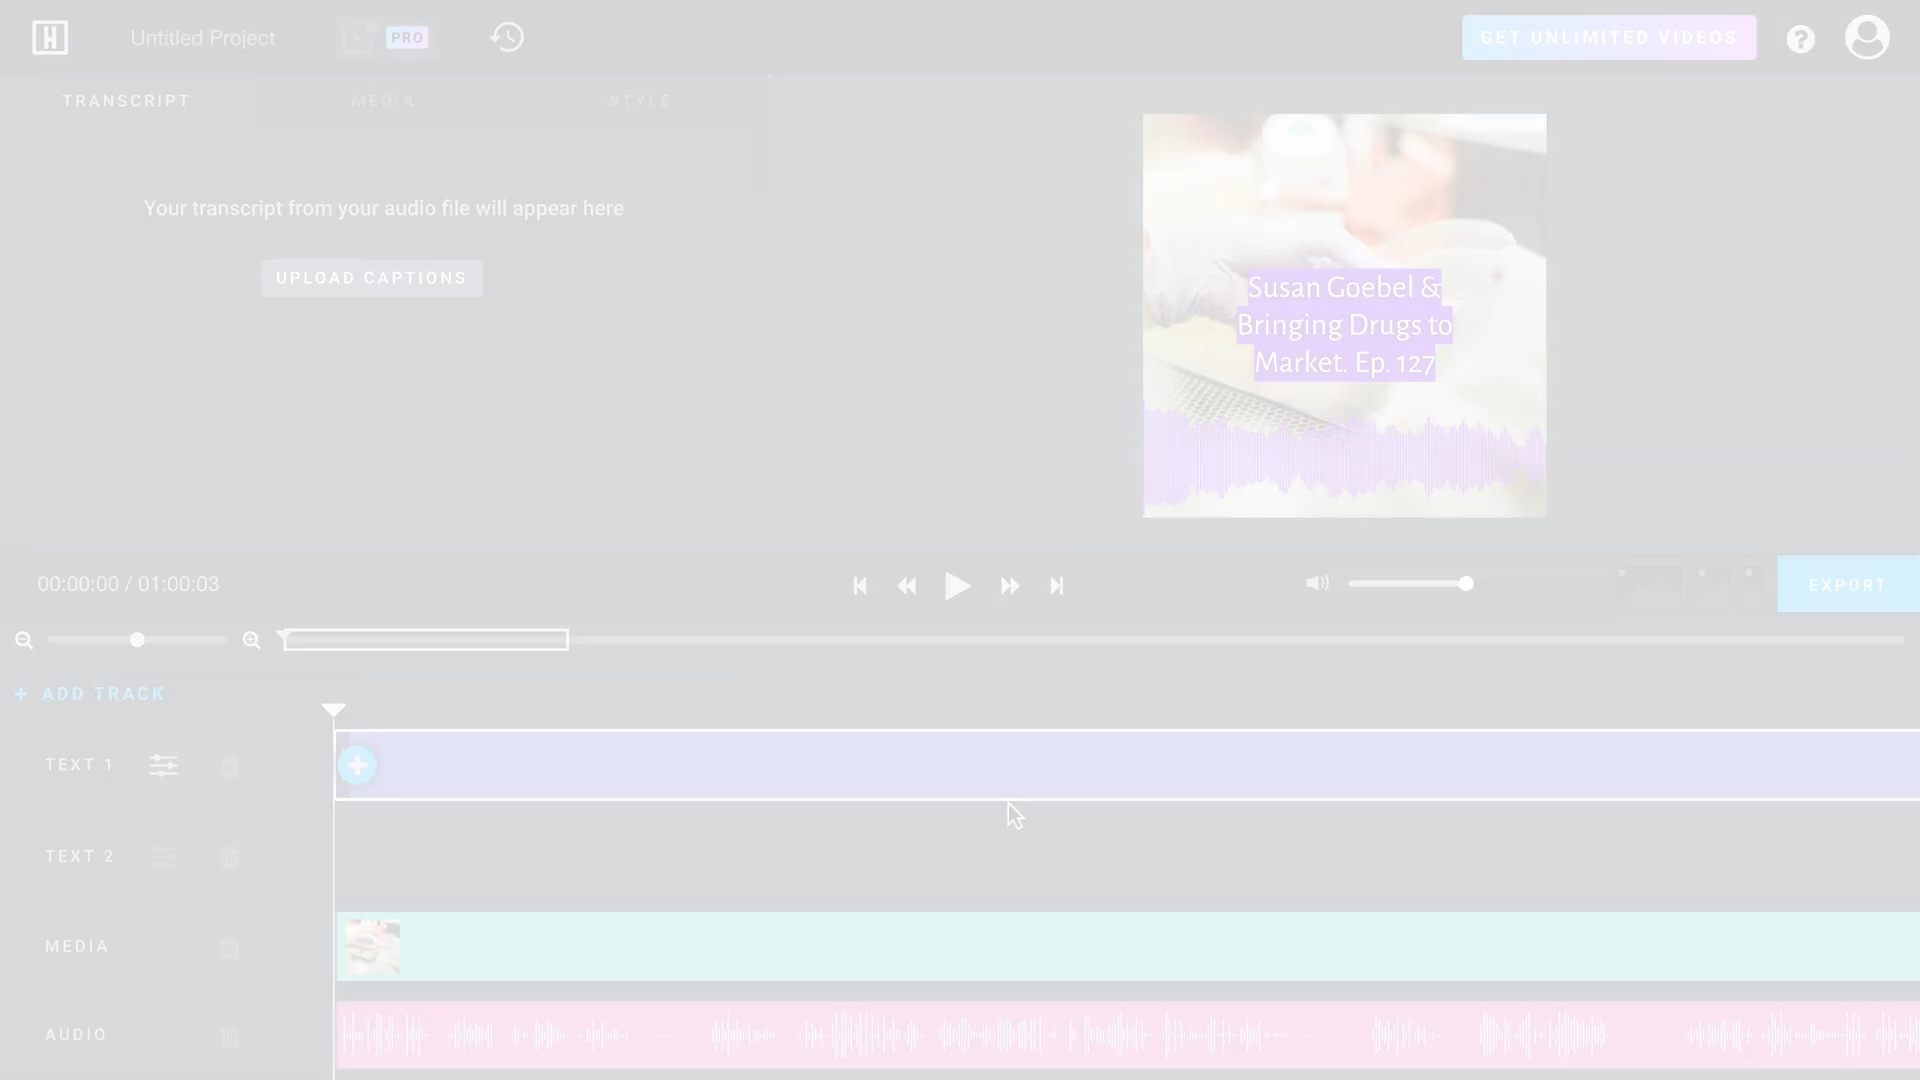 H
Untitled Project
PRO
GET UNLIMITED VIDEOS
?
TRANSCRIPT
MEDIA
STYLE
Your transcript from your audio file will appear here
UPLOAD CAPTIONS
Susan Goebel &
Bringing Drugs to
Market. Ep. 127
00:00:00 / 01:00:03
EXPORT
+ ADD TRACK
TEXT 1
TEXT 2
MEDIA
AUDIO